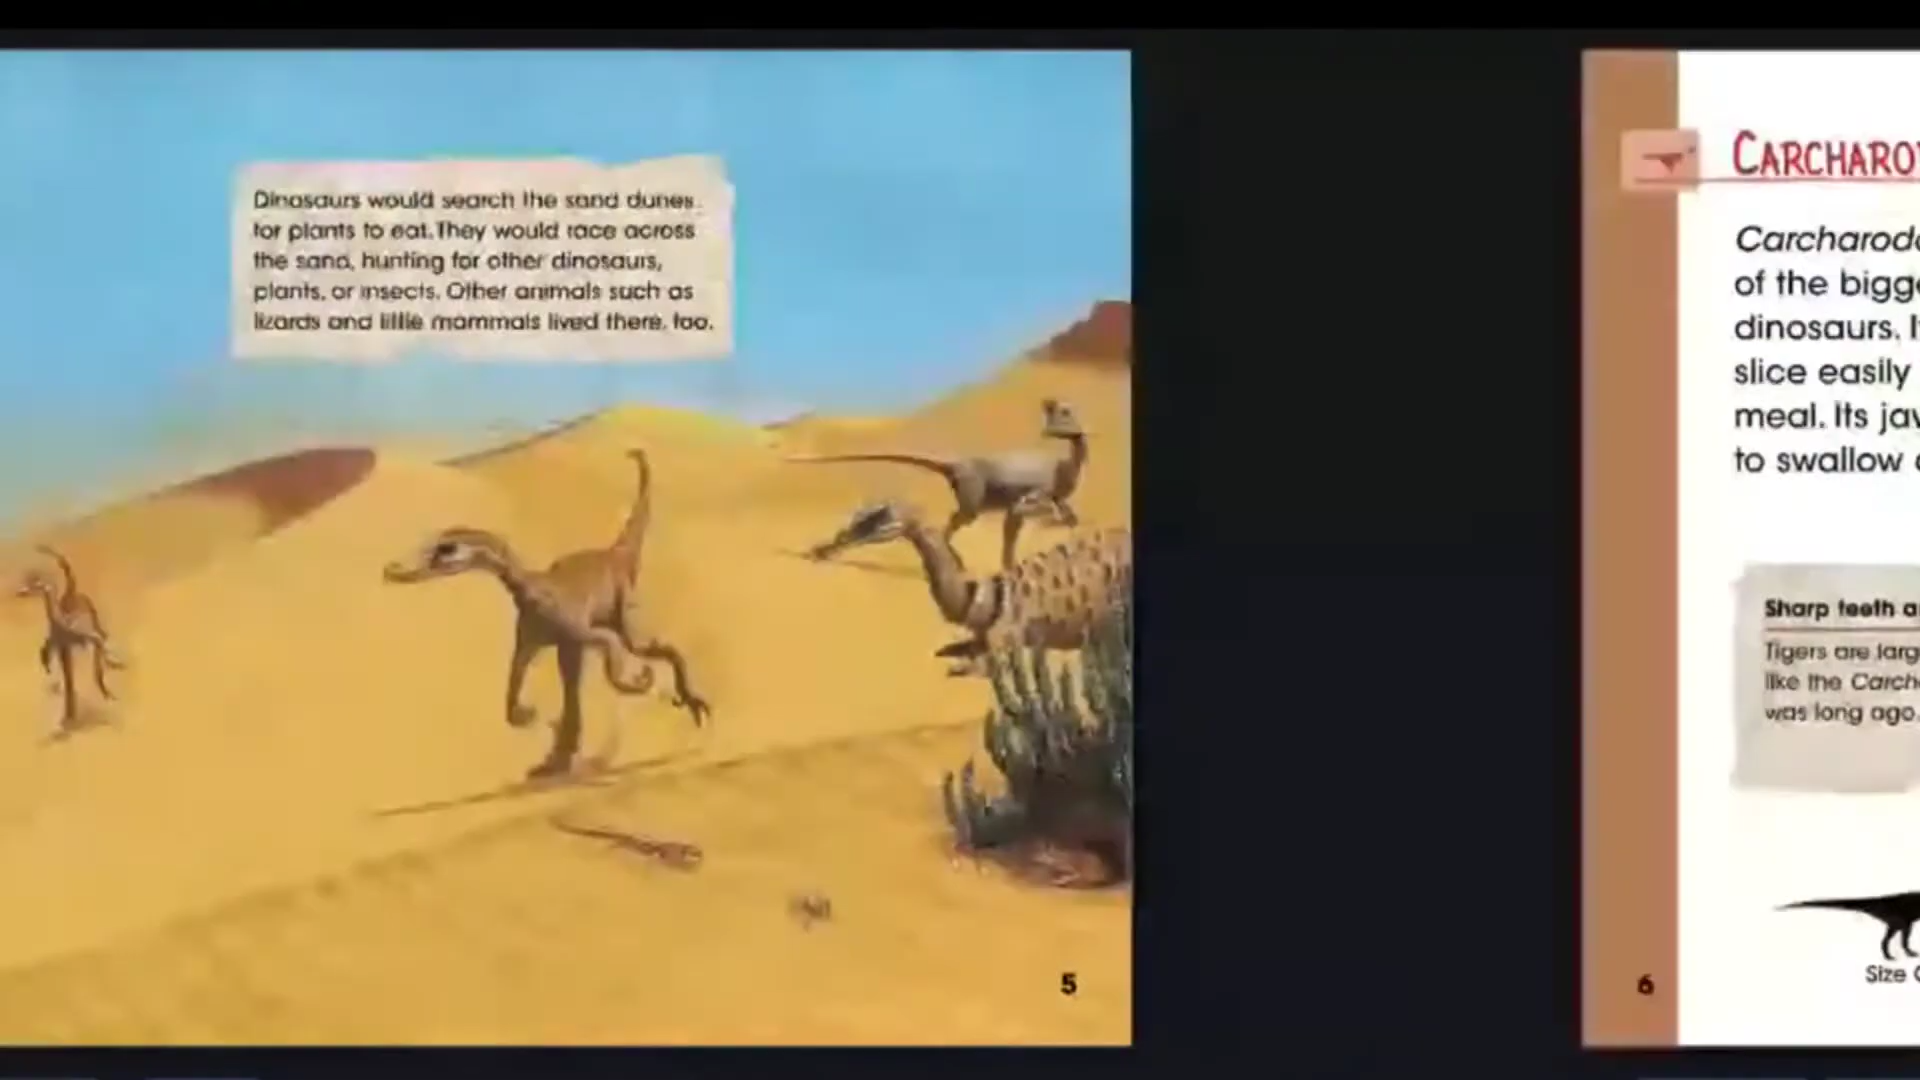 Dinosaurs would search the sand dunes
for plants to eat. They would race across
the sand, hunting for other dinosaurs,
plants, or insects. Other animals such as
lizards and little mammals lived there, too.
5
CARCHARO
Carcharodo
of the bigge
dinosaurs. I
slice easily
meal. Its jav
to swallow
Sharp teeth a
Tigers are larg
like the Carch
was long ago.
Size
6